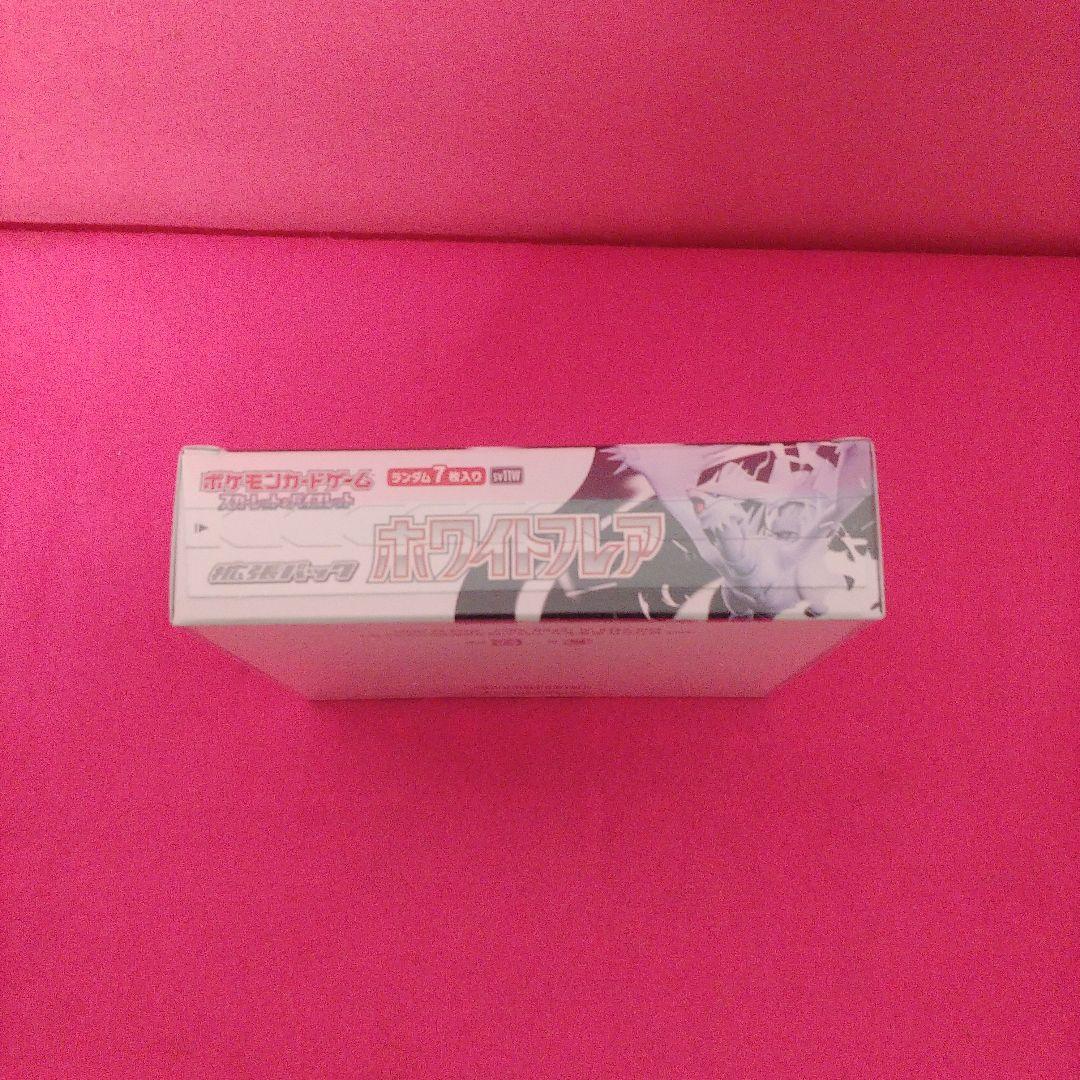 ポケモンカードゲーム
スカーレット&バイオレット
ランダム7枚入り
sv11W
拡張パック
ホワイトフレア